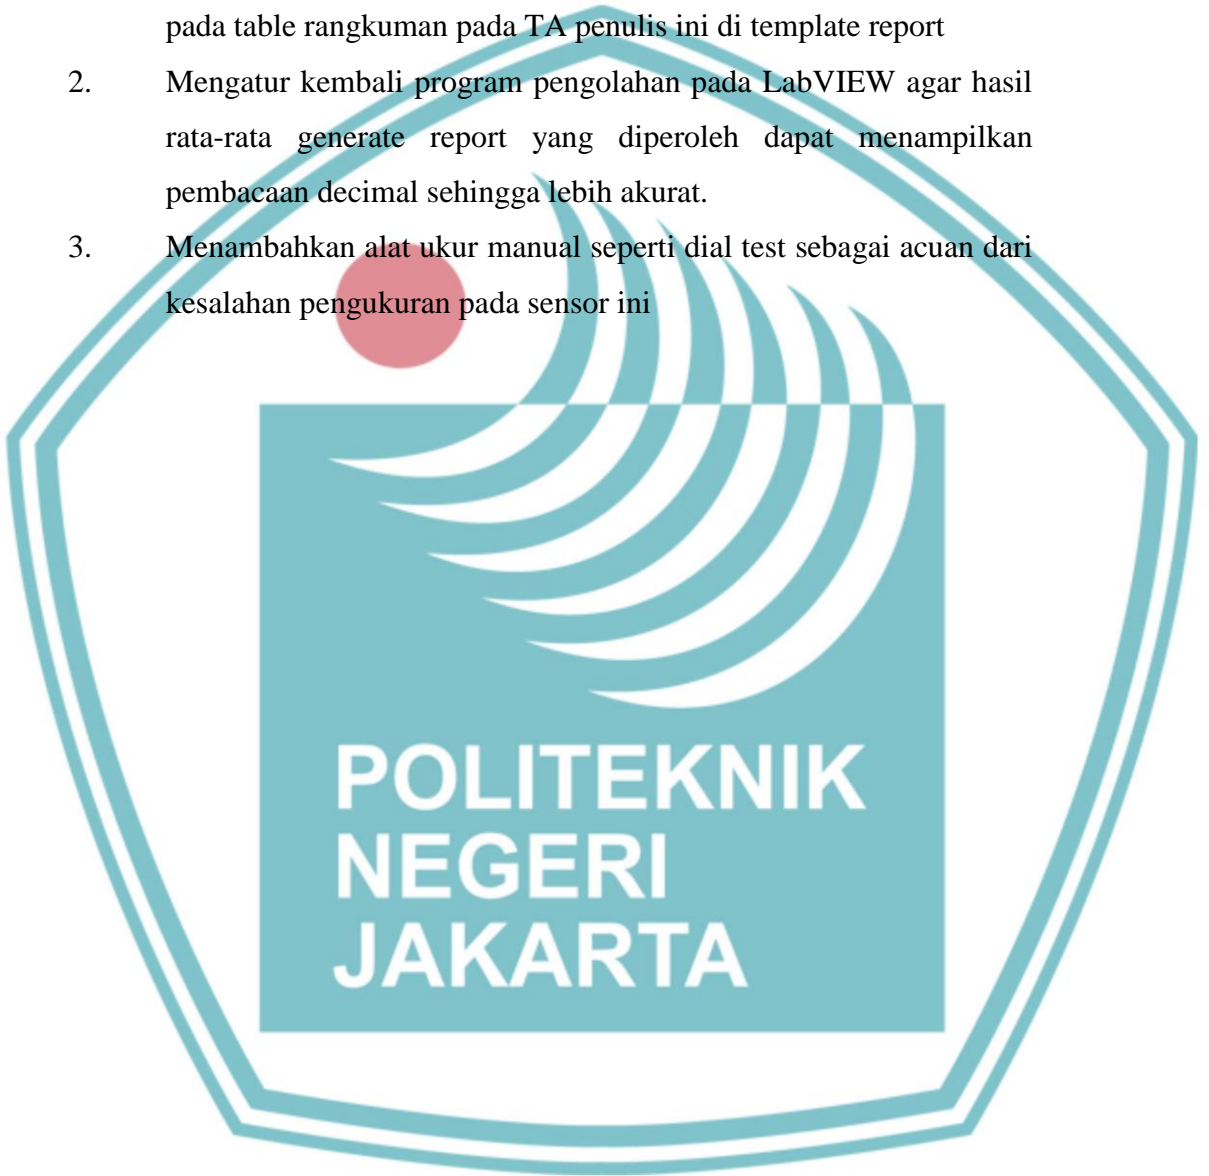 pada table rangkuman pada TA penulis ini di template report
2. Mengatur kembali program pengolahan pada LabVIEW agar hasil
rata-rata generate report yang diperoleh dapat menampilkan
pembacaan decimal sehingga lebih akurat.
3. Menambahkan alat ukur manual seperti dial test sebagai acuan dari
kesalahan pengukuran pada sensor ini
POLITEKNIK
NEGERI
JAKARTA